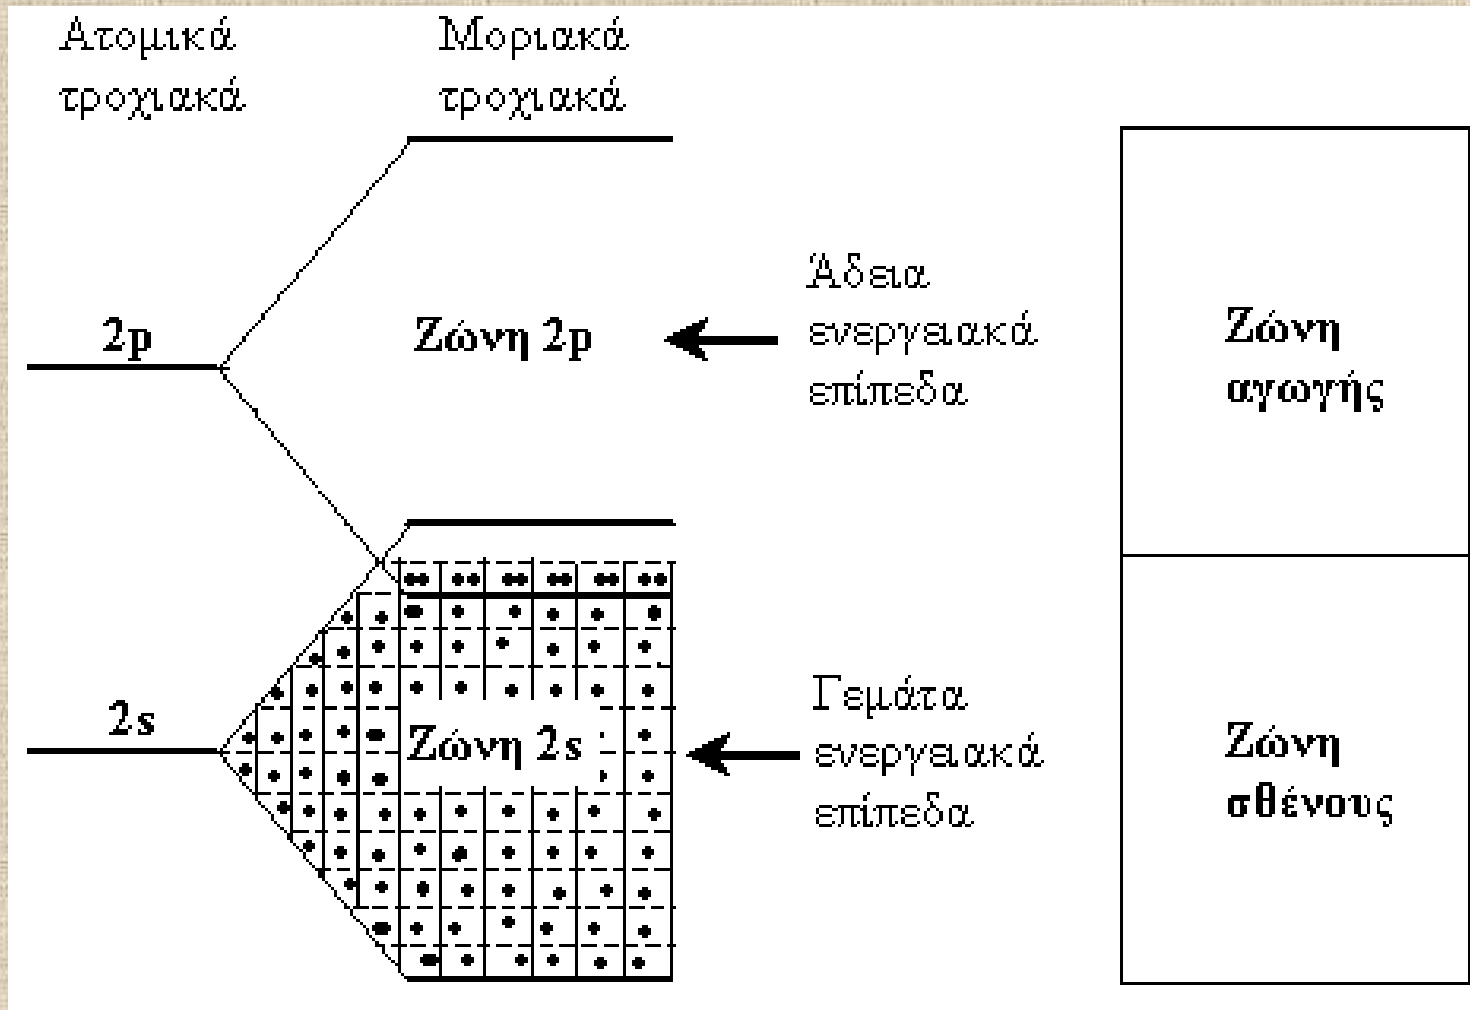 Ατομικά
τροχιακά
Μοριακά
τροχιακά
2p
Ζώνη 2p
Άδεια
ενεργειακά
επίπεδα
Ζώνη
αγωγής
2s
Ζώνη 2s
Γεμάτα
ενεργειακά
επίπεδα
Ζώνη
σθένους